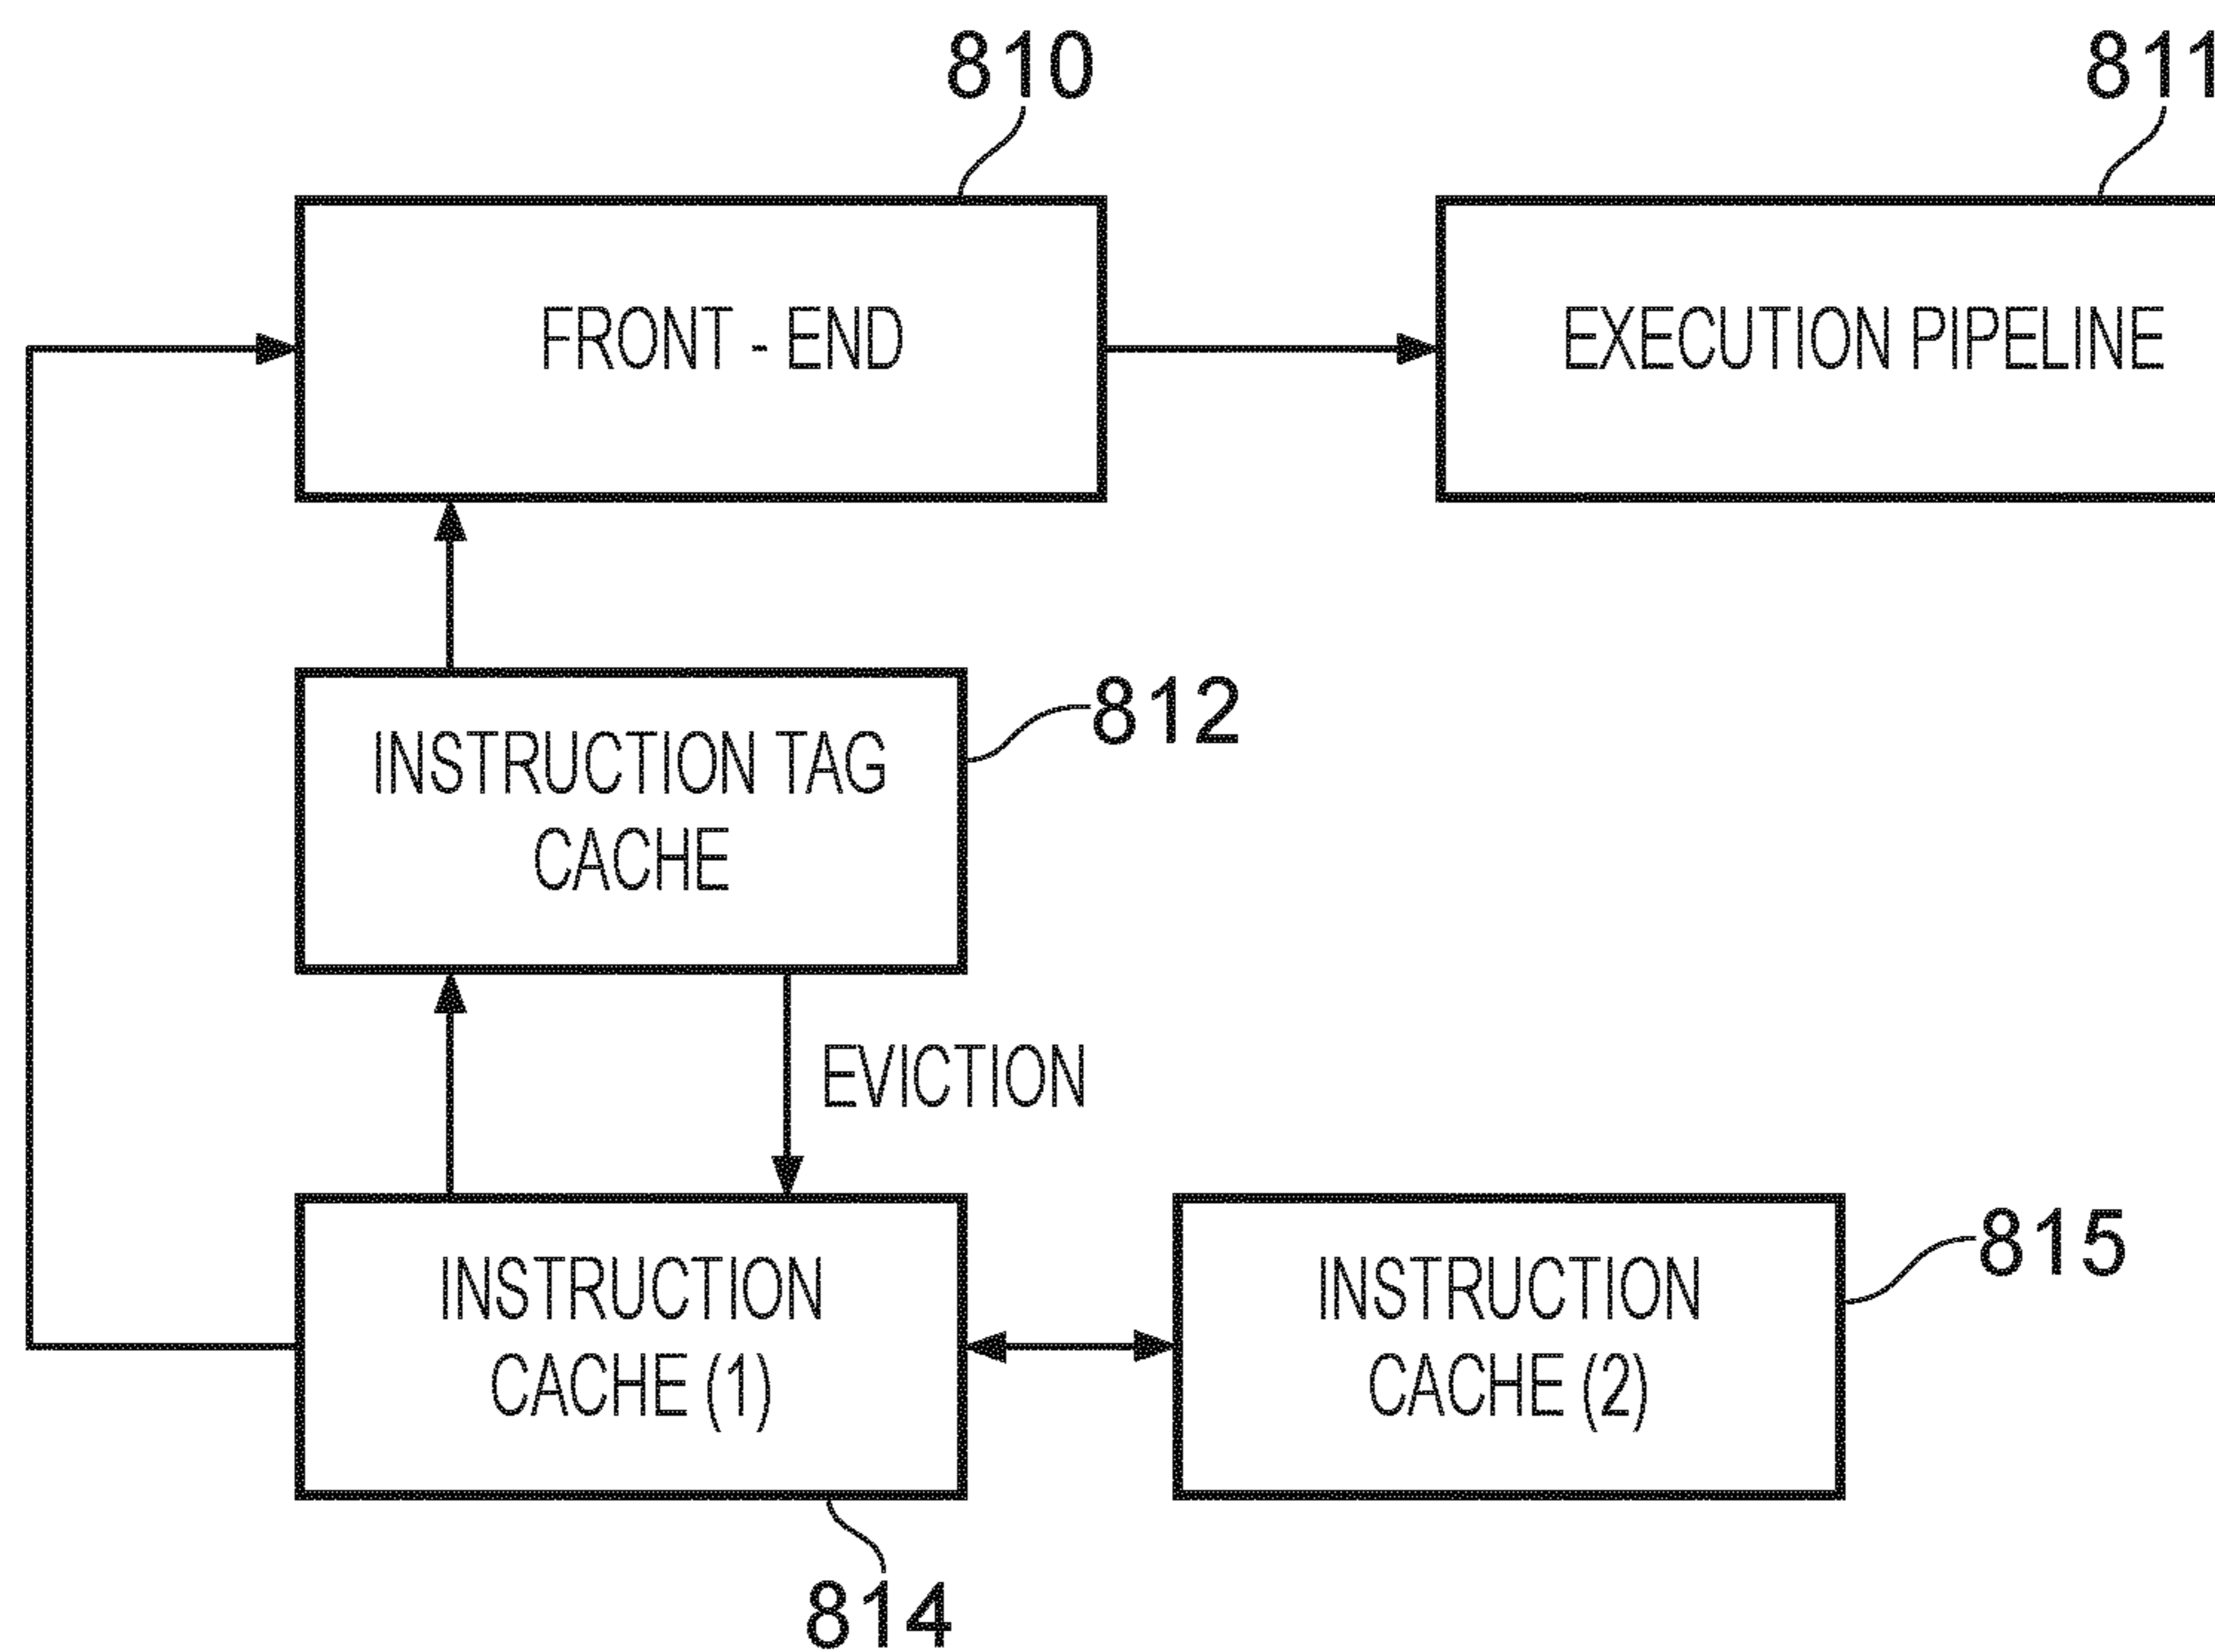 810
811
FRONT - END
EXECUTION PIPELINE
812
INSTRUCTION TAG
CACHE
EVICTION
815
INSTRUCTION
CACHE (1)
INSTRUCTION
CACHE (2)
814